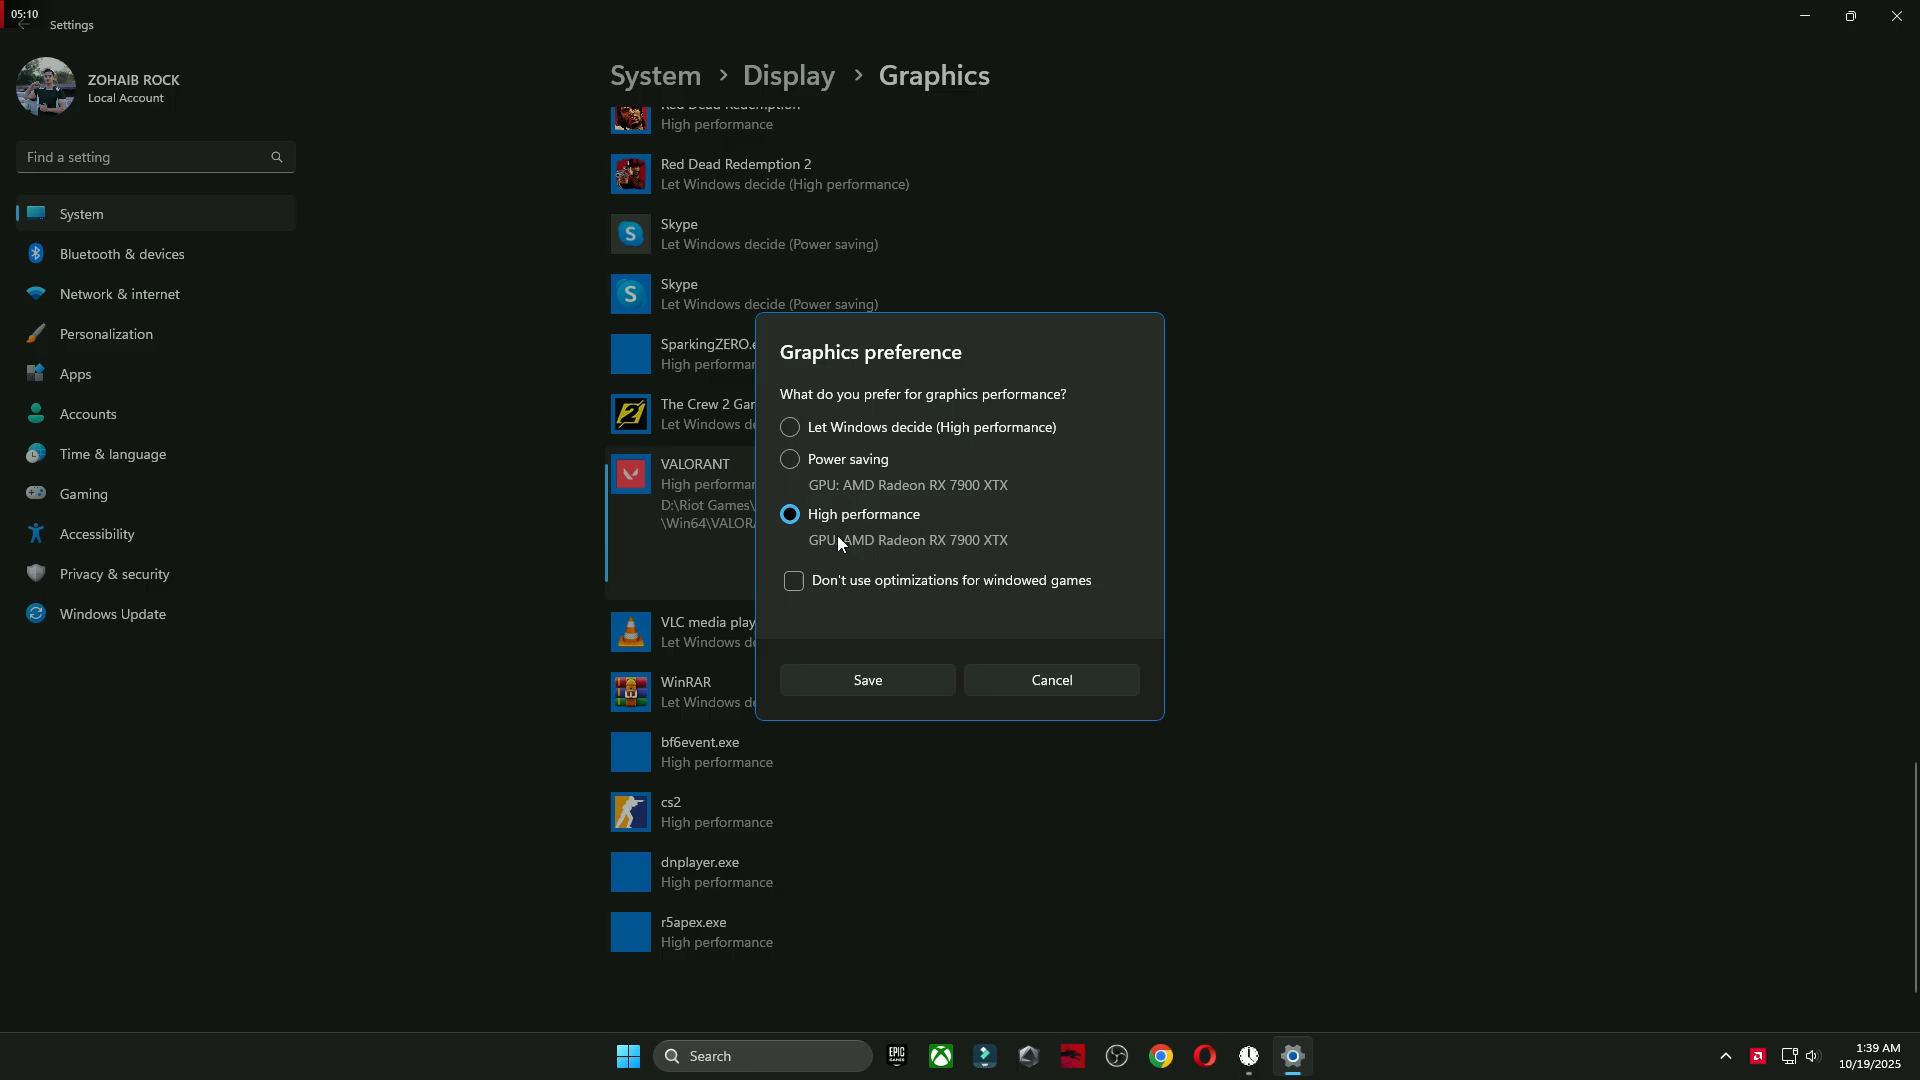 05:10
Settings
ZOHAIB ROCK
Local Account
Find a setting
System
Bluetooth & devices
Network & internet
Personalization
Apps
Accounts
Time & language
Gaming
Accessibility
Privacy & security
Windows Update
System > Display > Graphics
Red Dead Redemption
High performance
Red Dead Redemption 2
Let Windows decide (High performance)
Skype
Let Windows decide (Power saving)
Skype
Let Windows decide (Power saving)
SparkingZERO.e
High performan
The Crew 2 Gar
Let Windows de
VALORANT
High performan
D:\Riot Games\
\Win64\VALOR
VLC media play
Let Windows de
WinRAR
Let Windows de
bf6event.exe
High performance
cs2
High performance
dnplayer.exe
High performance
r5apex.exe
High performance
Graphics preference
What do you prefer for graphics performance?
Let Windows decide (High performance)
Power saving
GPU: AMD Radeon RX 7900 XTX
High performance
GPU: AMD Radeon RX 7900 XTX
Don't use optimizations for windowed games
Save
Cancel
Search
EPIC
GAMES
1:39 AM
10/19/2025